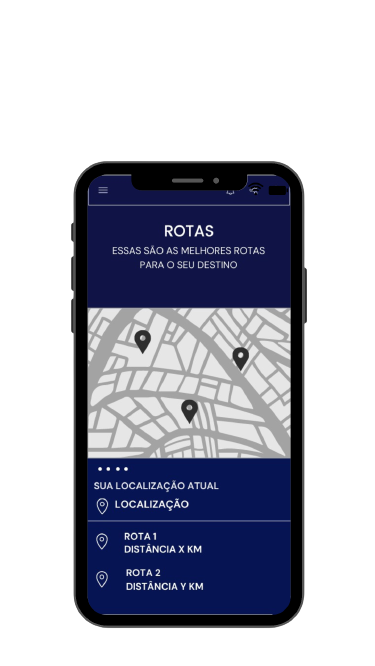 ROTAS
ESSAS SÃO AS MELHORES ROTAS
PARA O SEU DESTINO
SUA LOCALIZAÇÃO ATUAL
LOCALIZAÇÃO
ROTA 1
DISTÂNCIA X KM
ROTA 2
DISTÂNCIA Y KM